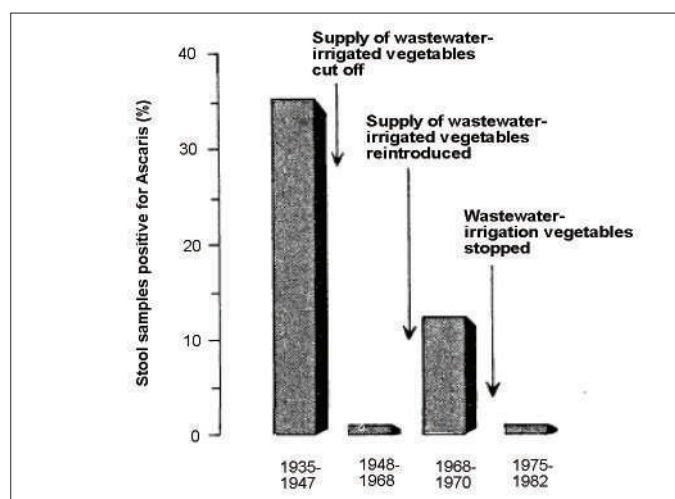 Supply of wastewater-
irrigated vegetables
cut off
Supply of wastewater-
irrigated vegetables
reintroduced
Wastewater-
irrigation vegetables
stopped
Stool samples positive for Ascaris (%)
40
30
20
10
0
1935-
1947
1948-
1968
1968-
1970
1975-
1982